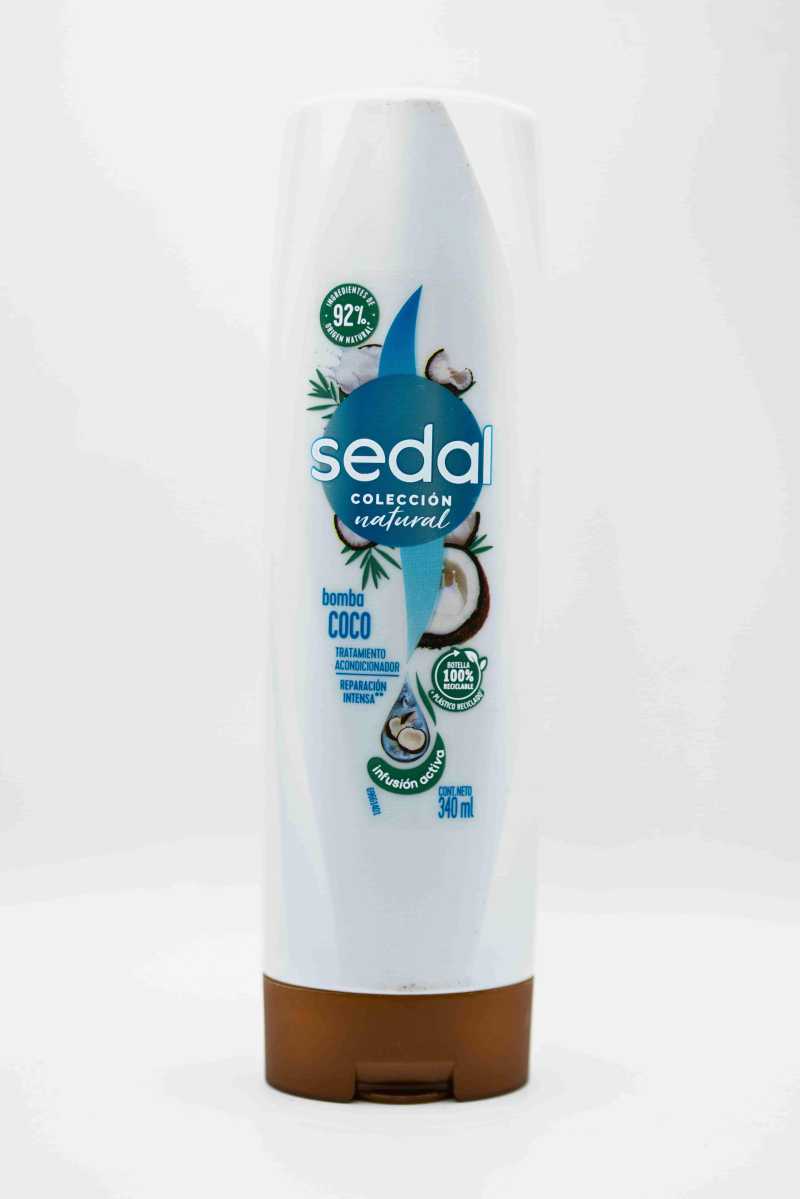 INGREDIENTES DE
92%
ORIGEN NATURAL*
sedal
COLECCIÓN
natural
bomba
COCO
TRATAMIENTO
ACONDICIONADOR
REPARACIÓN
INTENSA**
BOTELLA
100%
RECICLABLE
+ PLÁSTICO RECICLADO
infusión activa
CONT. NETO
340 ml